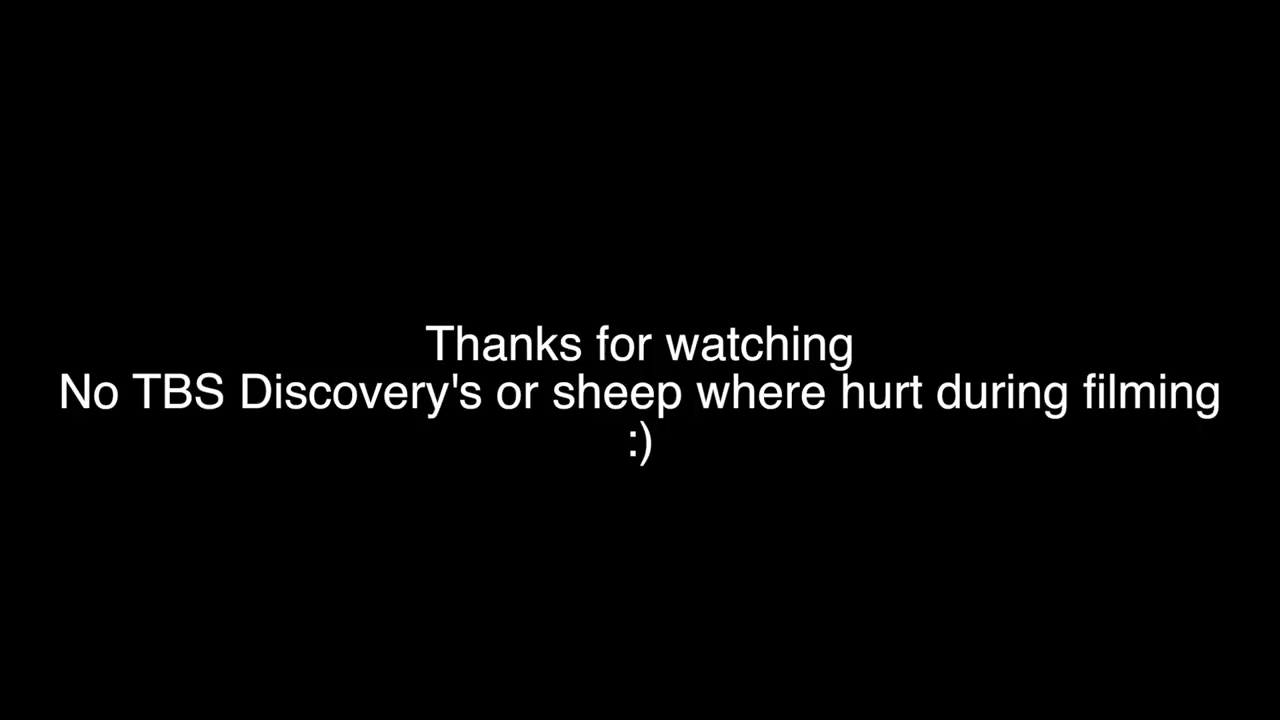 Thanks for watching
No TBS Discovery's or sheep where hurt during filming
:)